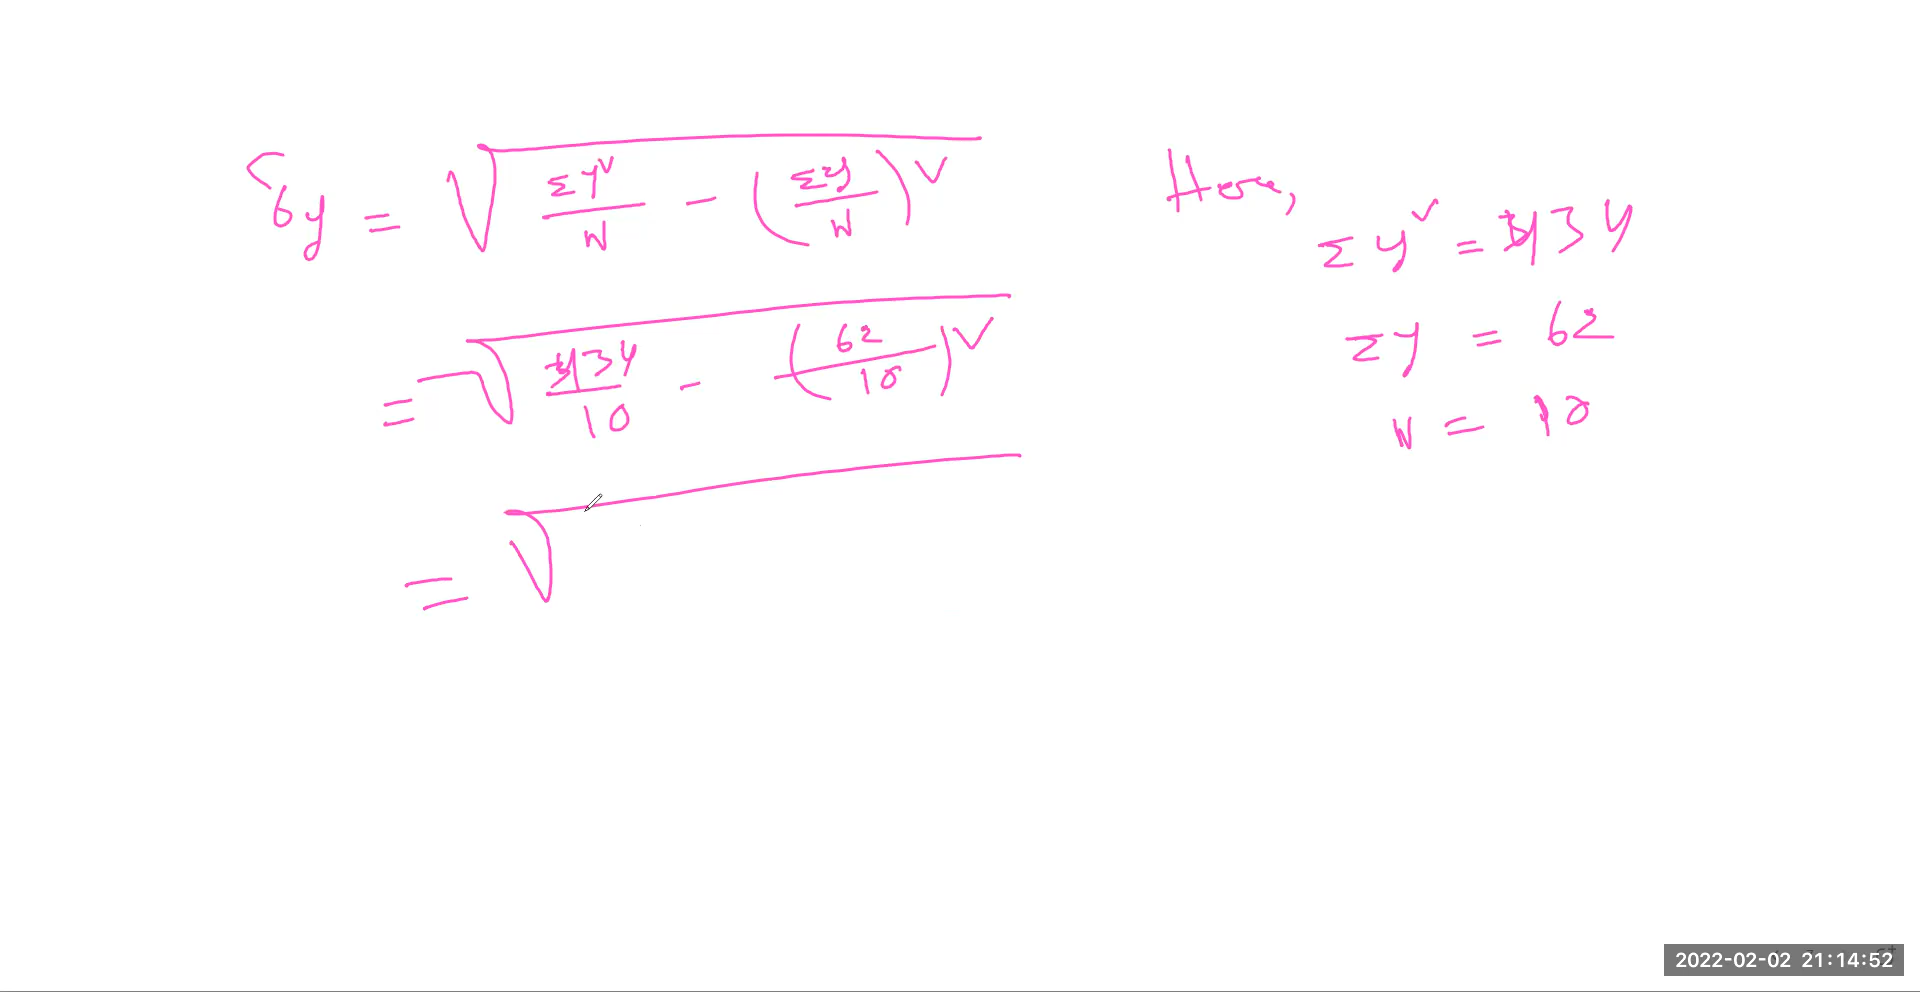 σy = √(Σy²/N - (Σy/N)²)
Here,
Σy² = 434
Σy = 62
N = 10
= √(434/10 - (62/10)²)
= √
2022-02-02 21:14:52